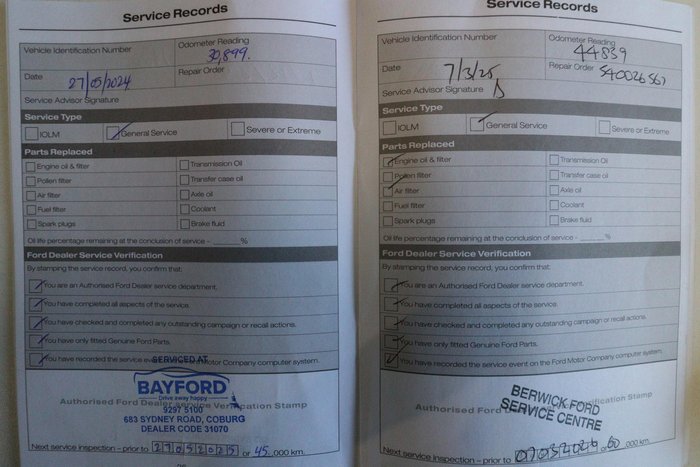 Service Records
Vehicle Identification Number
Odometer Reading
30,899.
Date 27/05/2024
Repair Order
Service Advisor Signature
Service Type
IOLM General Service Severe or Extreme
Parts Replaced
Engine oil & filter Transmission Oil
Pollen filter Transfer case oil
Air filter Axle oil
Fuel filter Coolant
Spark plugs Brake fluid
Oil life percentage remaining at the conclusion of service - ______%
Ford Dealer Service Verification
By stamping the service record, you confirm that:
You are an Authorised Ford Dealer service department.
You have completed all aspects of the service.
You have checked and completed any outstanding campaign or recall actions.
You have only fitted Genuine Ford Parts.
You have recorded the service event on the Ford Motor Company computer system.
SERVICED AT
BAYFORD
Drive away happy
Authorised Ford Dealer service Verification Stamp
9297 5100
683 SYDNEY ROAD, COBURG
DEALER CODE 31070
Next service inspection – prior to 27052025 or 45 ,000 km.
Service Records
Vehicle Identification Number
Odometer Reading
44839
Date 7/3/25
Repair Order
Service Advisor Signature
Service Type
IOLM General Service Severe or Extreme
Parts Replaced
Engine oil & filter Transmission Oil
Pollen filter Transfer case oil
Air filter Axle oil
Fuel filter Coolant
Spark plugs Brake fluid
Oil life percentage remaining at the conclusion of service - ______%
Ford Dealer Service Verification
By stamping the service record, you confirm that:
You are an Authorised Ford Dealer service department.
You have completed all aspects of the service.
You have checked and completed any outstanding campaign or recall actions.
You have only fitted Genuine Ford Parts.
You have recorded the service event on the Ford Motor Company computer system.
BERWICK FORD
SERVICE CENTRE
Authorised Ford Verification Stamp
Next service inspection – prior to 07032026 or 60 ,000 km.